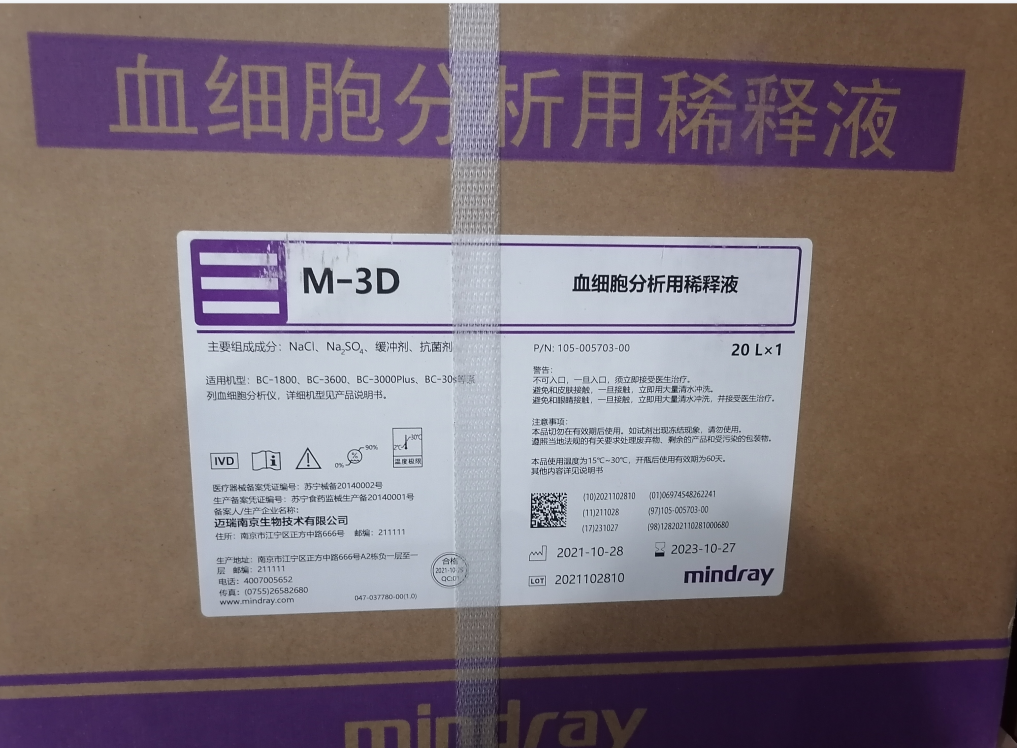 血细胞分析用稀释液
M-3D
血细胞分析用稀释液
主要组成成分：NaCl、Na₂SO₄、缓冲剂、抗菌剂
P/N: 105-005703-00
20 L×1
适用机型：BC-1800、BC-3600、BC-3000Plus、BC-30s等系
列血细胞分析仪，详细机型见产品说明书。
警告：
不可入口，一旦入口，须立即接受医生治疗。
避免和皮肤接触，一旦接触，立即用大量清水冲洗。
避免和眼睛接触，一旦接触，立即用大量清水冲洗，并接受医生治疗。
注意事项：
本品切勿在有效期后使用。如试剂出现冻结现象，请勿使用。
遵照当地法规的有关要求处理废弃物、剩余的产品和受污染的包装物。
本品使用温度为15℃~30℃，开瓶后使用有效期为60天。
其他内容详见说明书
IVD
0%
90%
2℃
30℃
温度极限
医疗器械备案凭证编号：苏宁械备20140002号
生产备案凭证编号：苏宁食药监械生产备20140001号
备案人/生产企业名称：
迈瑞南京生物技术有限公司
住所：南京市江宁区正方中路666号 邮编：211111
生产地址：南京市江宁区正方中路666号A2栋负一层至一
层 邮编：211111
电话：4007005652
传真：(0755)26582680
www.mindray.com
047-037780-00(1.0)
合格
2021-10-
QC(01
(10)2021102810 (01)06974548262241
(11)211028 (97)105-005703-00
(17)231027 (98)128202110281000680
2021-10-28
2023-10-27
LOT 2021102810
mindray
mindray